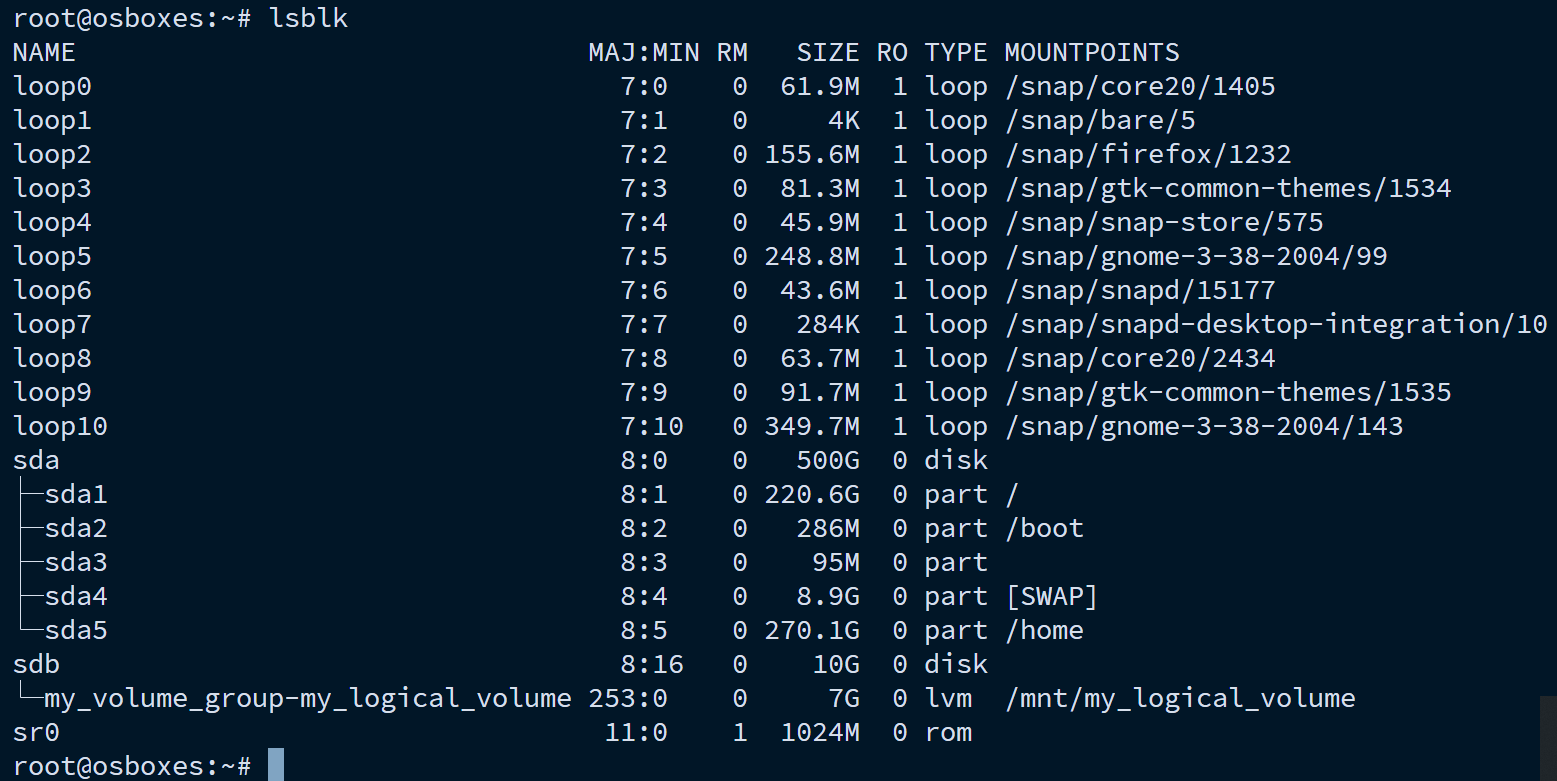 root@osboxes:~# lsblk
NAME                                MAJ:MIN RM   SIZE RO TYPE MOUNTPOINTS
loop0                                 7:0    0  61.9M  1 loop /snap/core20/1405
loop1                                 7:1    0     4K  1 loop /snap/bare/5
loop2                                 7:2    0 155.6M  1 loop /snap/firefox/1232
loop3                                 7:3    0  81.3M  1 loop /snap/gtk-common-themes/1534
loop4                                 7:4    0  45.9M  1 loop /snap/snap-store/575
loop5                                 7:5    0 248.8M  1 loop /snap/gnome-3-38-2004/99
loop6                                 7:6    0  43.6M  1 loop /snap/snapd/15177
loop7                                 7:7    0   284K  1 loop /snap/snapd-desktop-integration/10
loop8                                 7:8    0  63.7M  1 loop /snap/core20/2434
loop9                                 7:9    0  91.7M  1 loop /snap/gtk-common-themes/1535
loop10                                7:10   0 349.7M  1 loop /snap/gnome-3-38-2004/143
sda                                   8:0    0   500G  0 disk
├─sda1                                8:1    0 220.6G  0 part /
├─sda2                                8:2    0   286M  0 part /boot
├─sda3                                8:3    0    95M  0 part
├─sda4                                8:4    0   8.9G  0 part [SWAP]
└─sda5                                8:5    0 270.1G  0 part /home
sdb                                   8:16   0    10G  0 disk
└─my_volume_group-my_logical_volume 253:0    0     7G  0 lvm  /mnt/my_logical_volume
sr0                                  11:0    1  1024M  0 rom
root@osboxes:~#